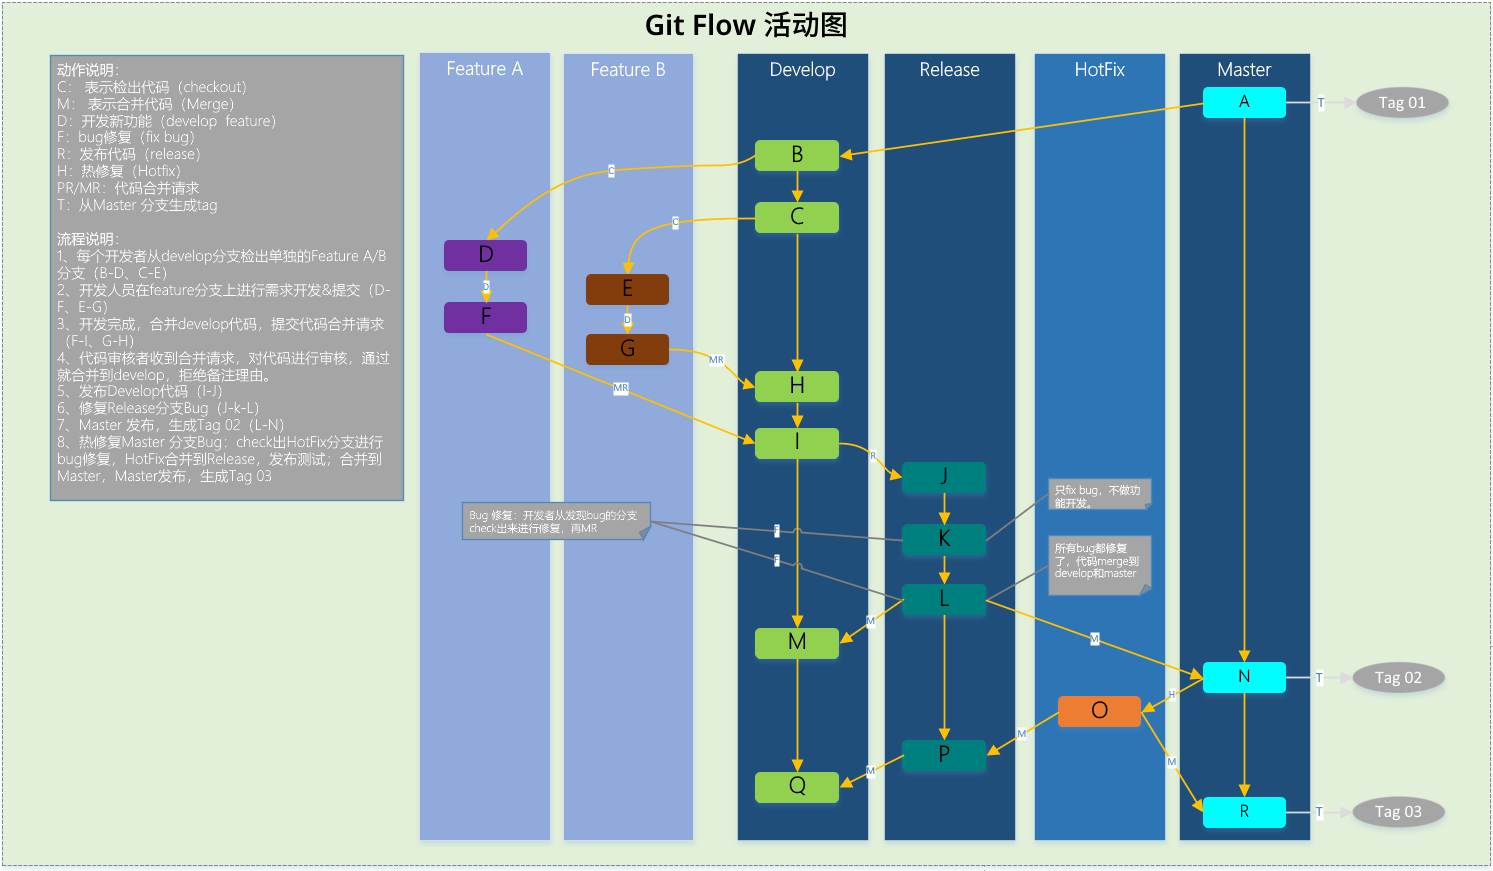 Git Flow 活动图
动作说明：
C： 表示检出代码（checkout）
M： 表示合并代码（Merge）
D：开发新功能（develop  feature）
F：bug修复（fix bug）
R：发布代码（release）
H：热修复（Hotfix）
PR/MR：代码合并请求
T：从Master 分支生成tag
流程说明：
1、每个开发者从develop分支检出单独的Feature A/B
分支（B-D、C-E）
2、开发人员在feature分支上进行需求开发&提交（D-
F、E-G）
3、开发完成，合并develop代码，提交代码合并请求
（F-I、G-H）
4、代码审核者收到合并请求，对代码进行审核，通过
就合并到develop，拒绝备注理由。
5、发布Develop代码（I-J）
6、修复Release分支Bug（J-k-L）
7、Master 发布，生成Tag 02（L-N）
8、热修复Master 分支Bug：check出HotFix分支进行
bug修复，HotFix合并到Release，发布测试；合并到
Master，Master发布，生成Tag 03
Feature A
Feature B
Develop
Release
HotFix
Master
A
T
Tag 01
B
C
C
C
D
D
E
F
D
G
MR
H
MR
I
R
J
只fix bug，不做功
能开发。
Bug 修复：开发者从发现bug的分支
check出来进行修复，再MR
F
K
所有bug都修复
了，代码merge到
develop和master
F
L
M
M
M
N
T
Tag 02
H
O
M
P
M
M
Q
R
T
Tag 03